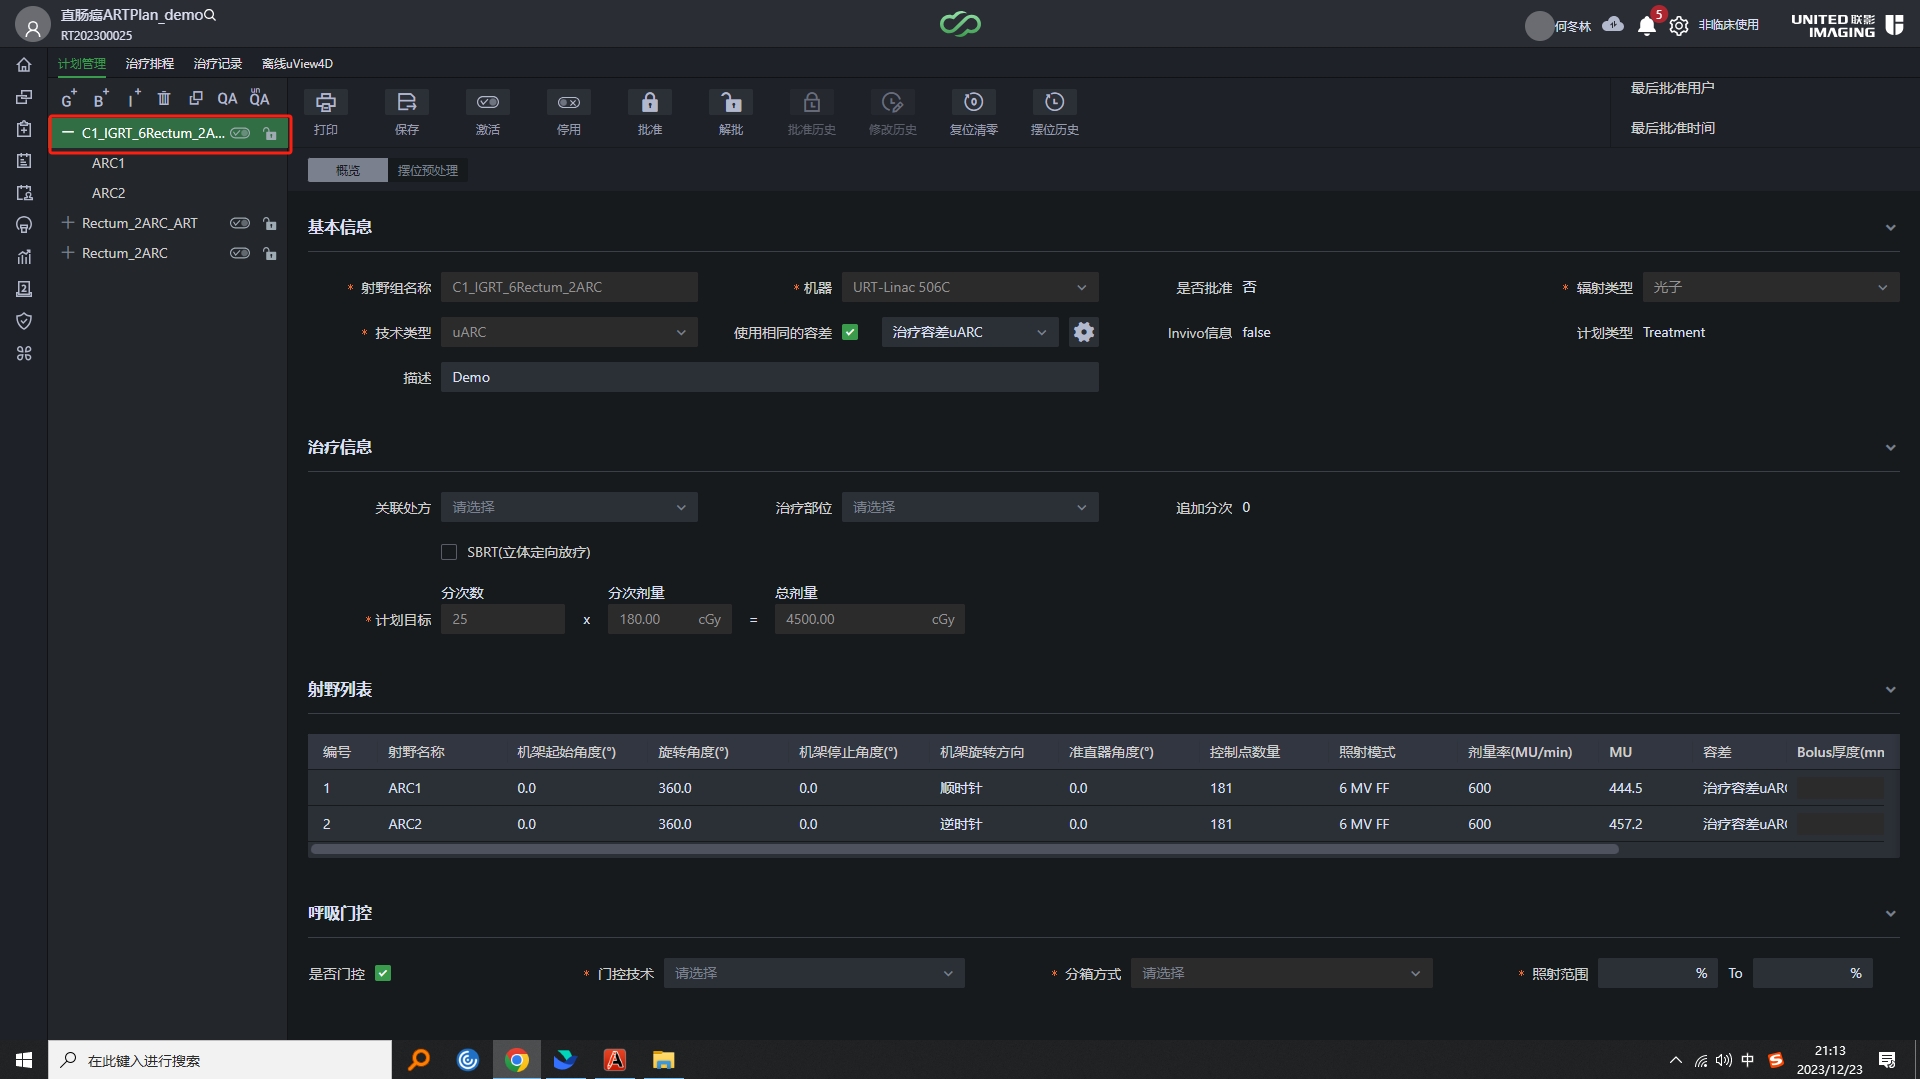 直肠癌ARTPlan_demo
RT202300025
何冬林
5
非临床使用
UNITED 联影
IMAGING
计划管理 治疗排程 治疗记录 离线uView4D
G+ B+ I+ QA unQA
打印 保存 激活 停用 批准 解批 批准历史 修改历史 复位清零 摆位历史
最后批准用户
最后批准时间
C1_IGRT_6Rectum_2A...
ARC1
ARC2
Rectum_2ARC_ART
Rectum_2ARC
概览 摆位预处理
基本信息
* 射野组名称 C1_IGRT_6Rectum_2ARC * 机器 URT-Linac 506C 是否批准 否 * 辐射类型 光子
* 技术类型 uARC 使用相同的容差 治疗容差uARC Invivo信息 false 计划类型 Treatment
描述 Demo
治疗信息
关联处方 请选择 治疗部位 请选择 追加分次 0
SBRT(立体定向放疗)
分次数 分次剂量 总剂量
* 计划目标 25 x 180.00 cGy = 4500.00 cGy
射野列表
编号 射野名称 机架起始角度(°) 旋转角度(°) 机架停止角度(°) 机架旋转方向 准直器角度(°) 控制点数量 照射模式 剂量率(MU/min) MU 容差 Bolus厚度(mm
1 ARC1 0.0 360.0 0.0 顺时针 0.0 181 6 MV FF 600 444.5 治疗容差uARC
2 ARC2 0.0 360.0 0.0 逆时针 0.0 181 6 MV FF 600 457.2 治疗容差uARC
呼吸门控
是否门控 * 门控技术 请选择 * 分箱方式 请选择 * 照射范围 % To %
在此键入进行搜索
中
21:13
2023/12/23